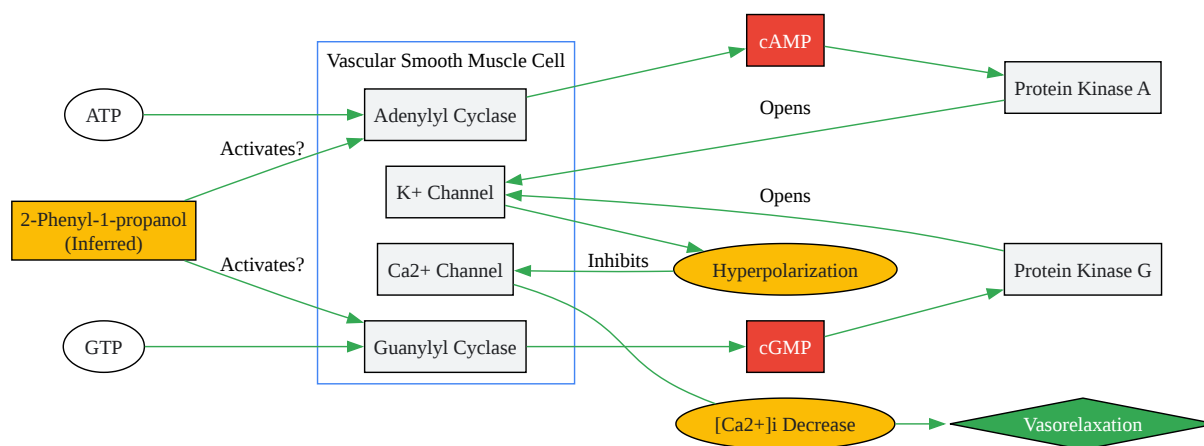 cAMP
Vascular Smooth Muscle Cell
Protein Kinase A
ATP
Adenylyl Cyclase
Opens
Activates?
K+ Channel
Opens
2-Phenyl-1-propanol
(Inferred)
Activates?
Ca2+ Channel
Inhibits
Hyperpolarization
Protein Kinase G
GTP
Guanylyl Cyclase
cGMP
[Ca2+]i Decrease
Vasorelaxation